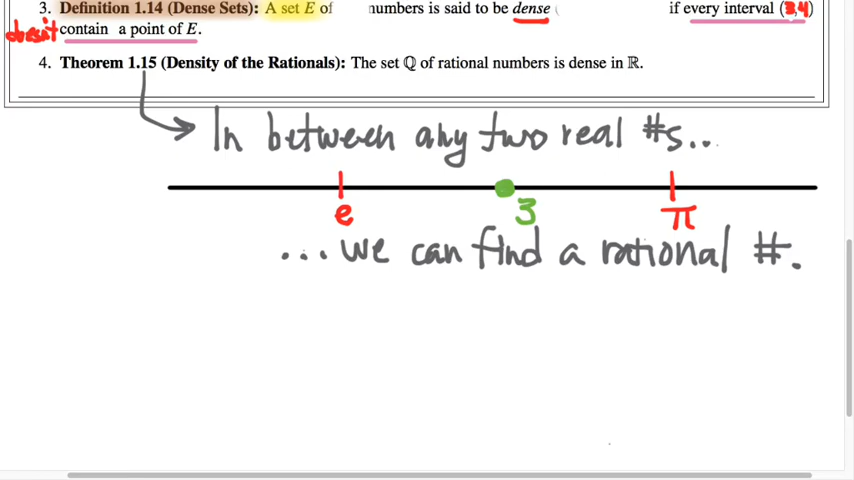 3. Definition 1.14 (Dense Sets): A set E of numbers is said to be dense ( if every interval (3,4)
doesn't contain a point of E.
4. Theorem 1.15 (Density of the Rationals): The set ℚ of rational numbers is dense in ℝ.
In between any two real #s...
e 3 π
...we can find a rational #.